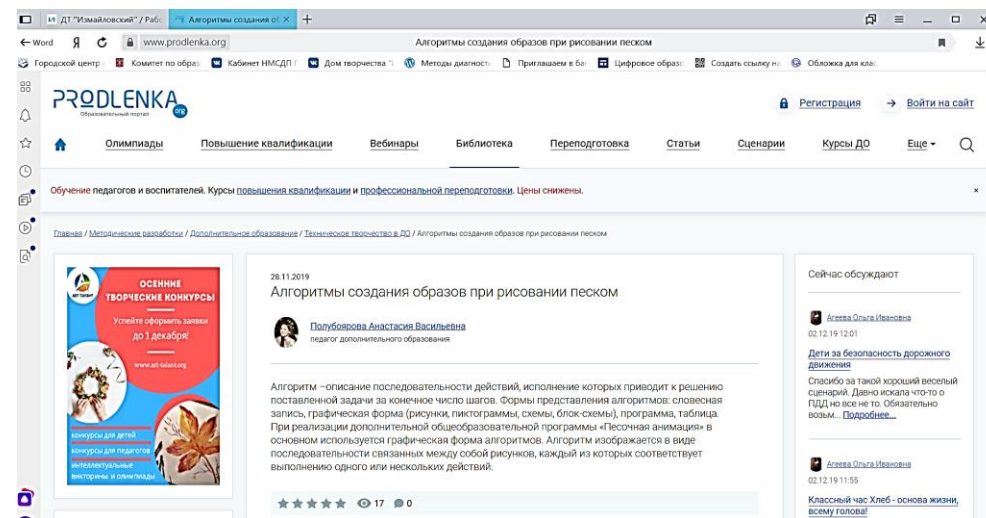 ДТ "Измайловский" / Рабо
Алгоритмы создания об
Word
www.prodlenka.org
Алгоритмы создания образов при рисовании песком
Городской центр
Комитет по образ
Кабинет НМСДП
Дом творчества
Методы диагност
Приглашаем в ба
Цифровое образо
Создать ссылку на
Обложка для клас
PRODLENKA.org
Образовательный портал
Регистрация
Войти на сайт
Олимпиады
Повышение квалификации
Вебинары
Библиотека
Переподготовка
Статьи
Сценарии
Курсы ДО
Еще
Обучение педагогов и воспитателей. Курсы повышения квалификации и профессиональной переподготовки. Цены снижены.
Главная / Методические разработки / Дополнительное образование / Техническое творчество в ДО / Алгоритмы создания образов при рисовании песком
АРТ-ТАЛАНТ
ОСЕННИЕ
ТВОРЧЕСКИЕ КОНКУРСЫ
Успейте оформить заявки
до 1 декабря!
www.art-talant.org
конкурсы для детей
конкурсы для педагогов
интеллектуальные
викторины и олимпиады
28.11.2019
Алгоритмы создания образов при рисовании песком
Полубоярова Анастасия Васильевна
педагог дополнительного образования
Алгоритм –описание последовательности действий, исполнение которых приводит к решению
поставленной задачи за конечное число шагов. Формы представления алгоритмов: словесная
запись, графическая форма (рисунки, пиктограммы, схемы, блок-схемы), программа, таблица.
При реализации дополнительной общеобразовательной программы «Песочная анимация» в
основном используется графическая форма алгоритмов. Алгоритм изображается в виде
последовательности связанных между собой рисунков, каждый из которых соответствует
выполнению одного или нескольких действий.
17
0
Сейчас обсуждают
Агеева Ольга Ивановна
02.12.19 12:01
Дети за безопасность дорожного
движения
Спасибо за такой хороший веселый
сценарий. Давно искала что-то о
ПДД но все не то. Обязательно
возьм... Подробнее...
Агеева Ольга Ивановна
02.12.19 11:55
Классный час Хлеб - основа жизни,
всему голова!